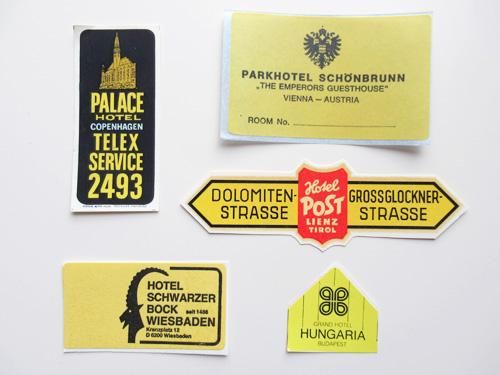 PALACE
HOTEL
COPENHAGEN
TELEX
SERVICE
2493
PARKHOTEL SCHÖNBRUNN
„THE EMPERORS GUESTHOUSE"
VIENNA – AUSTRIA
ROOM No.
DOLOMITEN-
STRASSE
Hotel
POST
LIENZ
TIROL
GROSSGLOCKNER-
STRASSE
HOTEL
SCHWARZER
BOCK seit 1486
WIESBADEN
Kranzplatz 12
D 6200 Wiesbaden
GRAND HOTEL
HUNGARIA
BUDAPEST